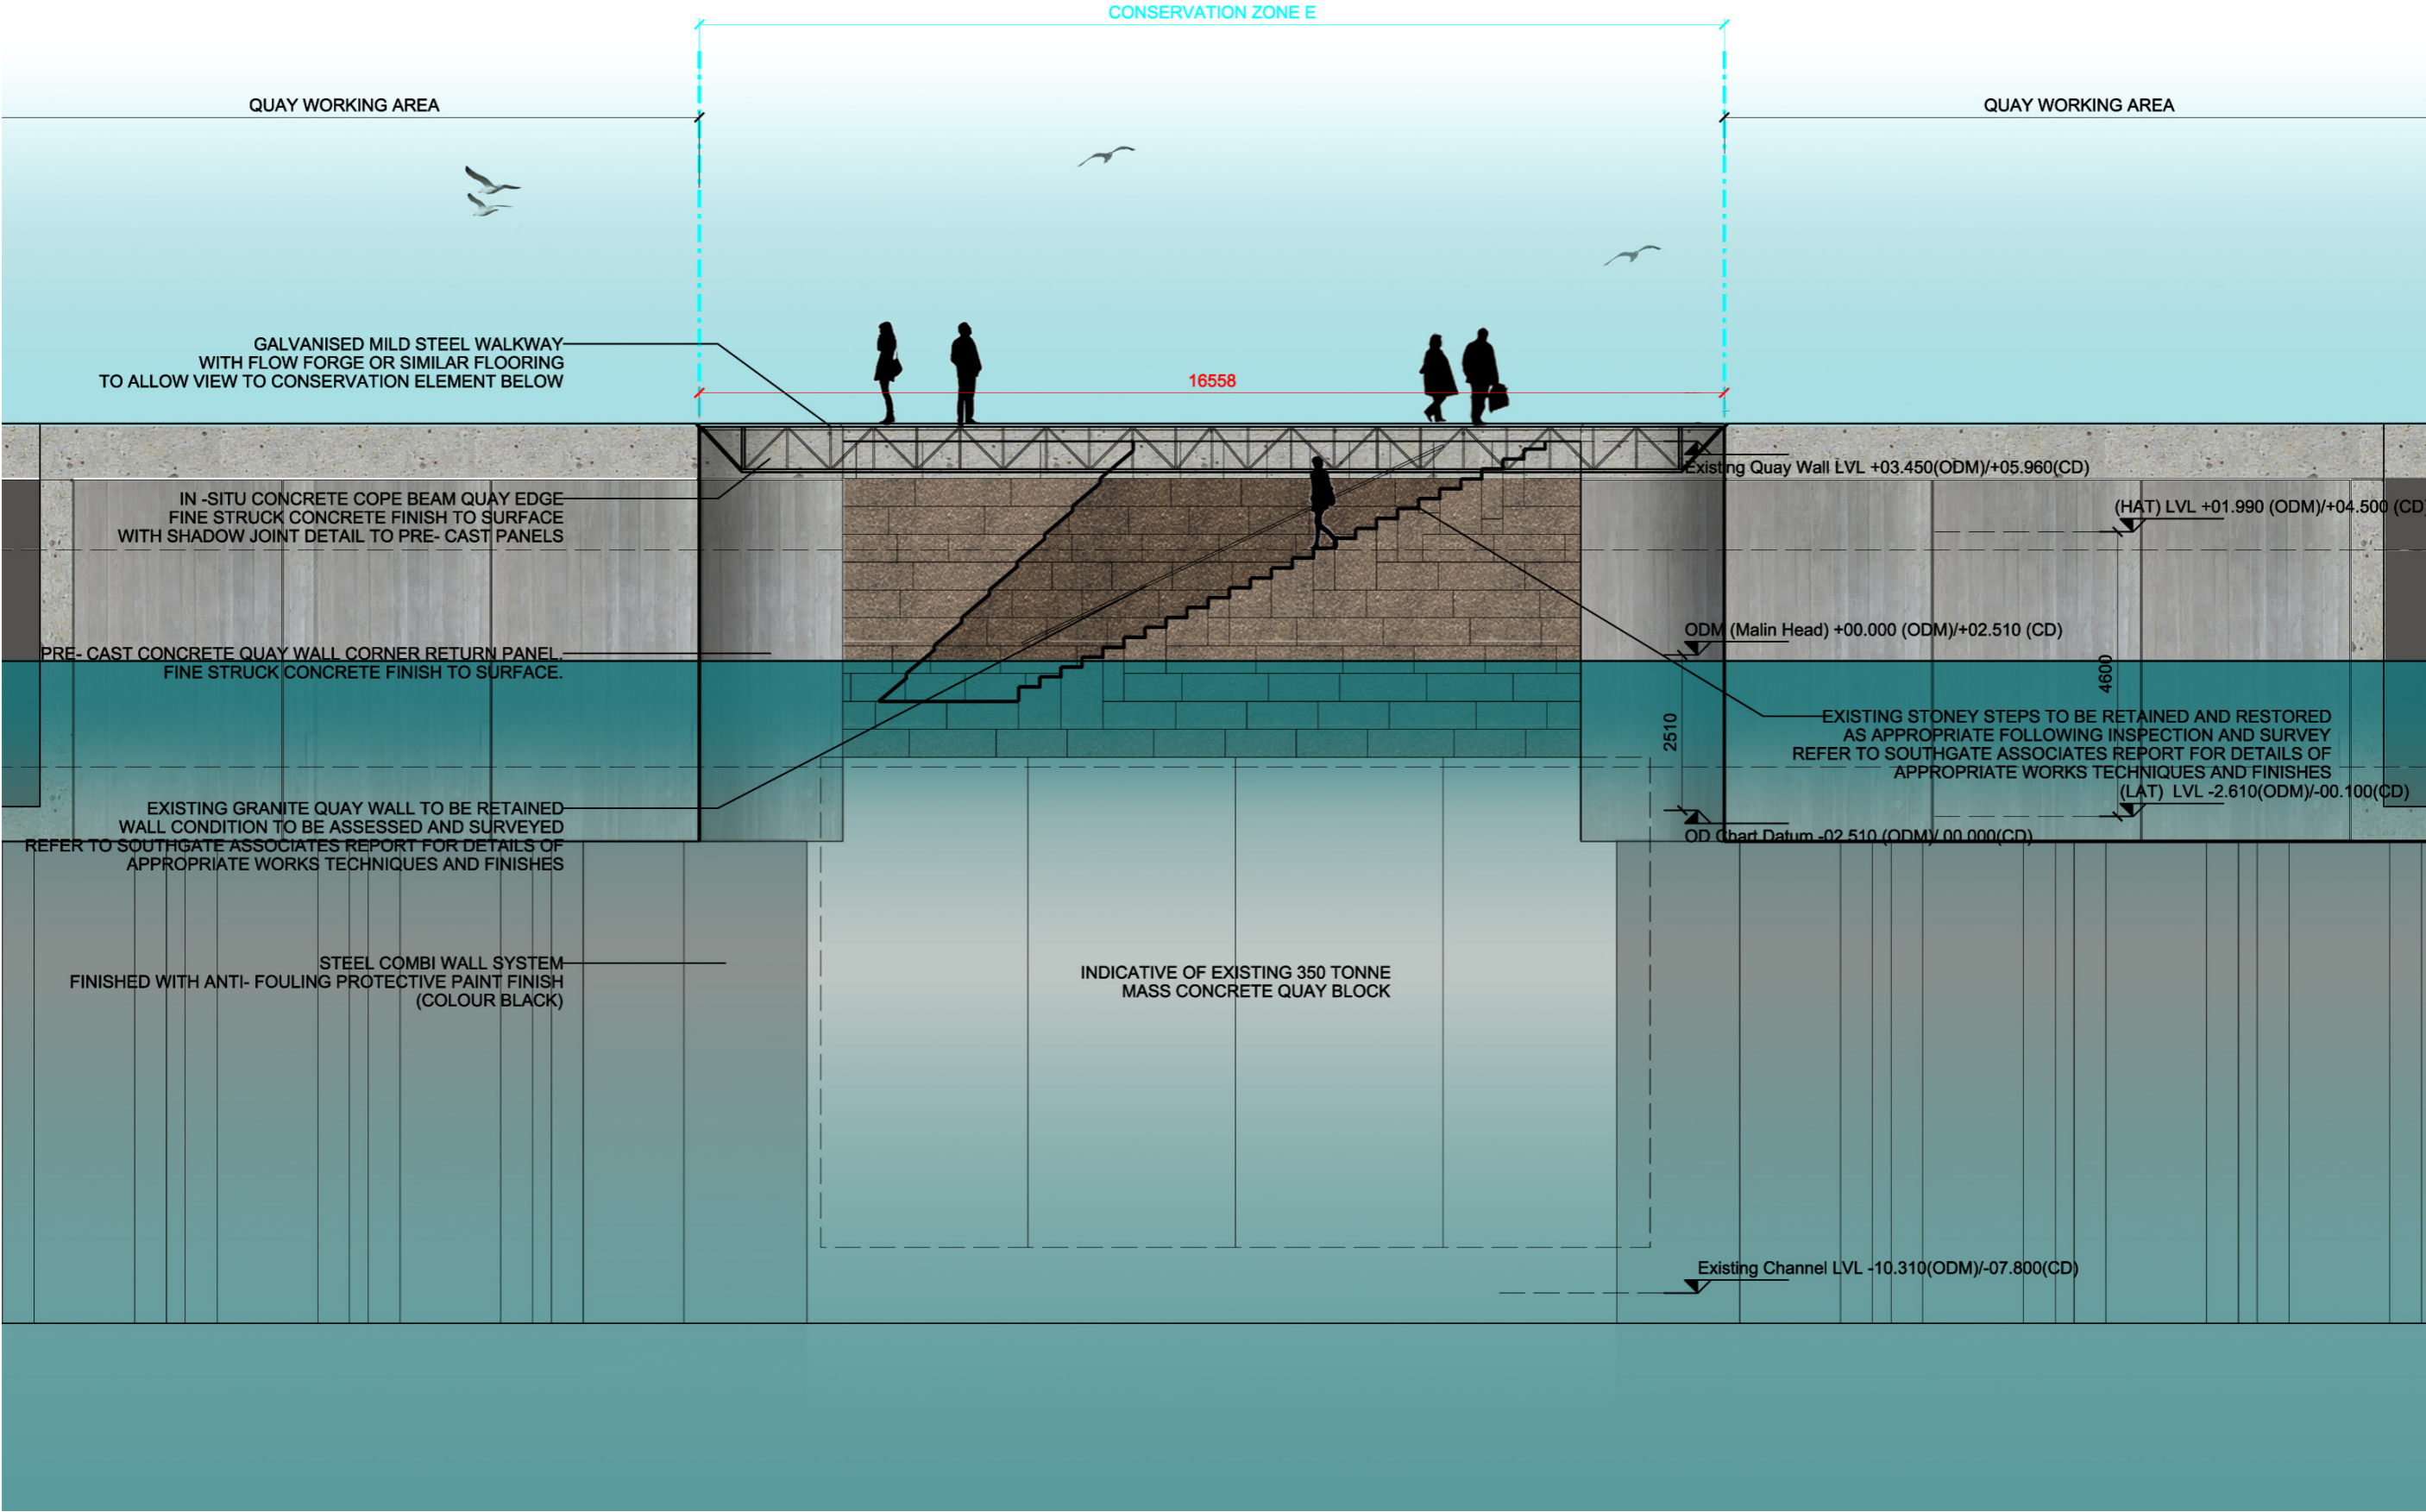 CONSERVATION ZONE E
QUAY WORKING AREA
QUAY WORKING AREA
GALVANISED MILD STEEL WALKWAY
WITH FLOW FORGE OR SIMILAR FLOORING
TO ALLOW VIEW TO CONSERVATION ELEMENT BELOW
16558
Existing Quay Wall LVL +03.450(ODM)/+05.960(CD)
IN -SITU CONCRETE COPE BEAM QUAY EDGE
FINE STRUCK CONCRETE FINISH TO SURFACE
WITH SHADOW JOINT DETAIL TO PRE- CAST PANELS
(HAT) LVL +01.990 (ODM)/+04.500 (CD)
ODM (Malin Head) +00.000 (ODM)/+02.510 (CD)
PRE- CAST CONCRETE QUAY WALL CORNER RETURN PANEL.
FINE STRUCK CONCRETE FINISH TO SURFACE.
4600
2510
EXISTING STONEY STEPS TO BE RETAINED AND RESTORED
AS APPROPRIATE FOLLOWING INSPECTION AND SURVEY
REFER TO SOUTHGATE ASSOCIATES REPORT FOR DETAILS OF
APPROPRIATE WORKS TECHNIQUES AND FINISHES
(LAT) LVL -2.610(ODM)/-00.100(CD)
EXISTING GRANITE QUAY WALL TO BE RETAINED
WALL CONDITION TO BE ASSESSED AND SURVEYED
REFER TO SOUTHGATE ASSOCIATES REPORT FOR DETAILS OF
APPROPRIATE WORKS TECHNIQUES AND FINISHES
OD Chart Datum -02.510 (ODM)/ 00.000(CD)
STEEL COMBI WALL SYSTEM
FINISHED WITH ANTI- FOULING PROTECTIVE PAINT FINISH
(COLOUR BLACK)
INDICATIVE OF EXISTING 350 TONNE
MASS CONCRETE QUAY BLOCK
Existing Channel LVL -10.310(ODM)/-07.800(CD)